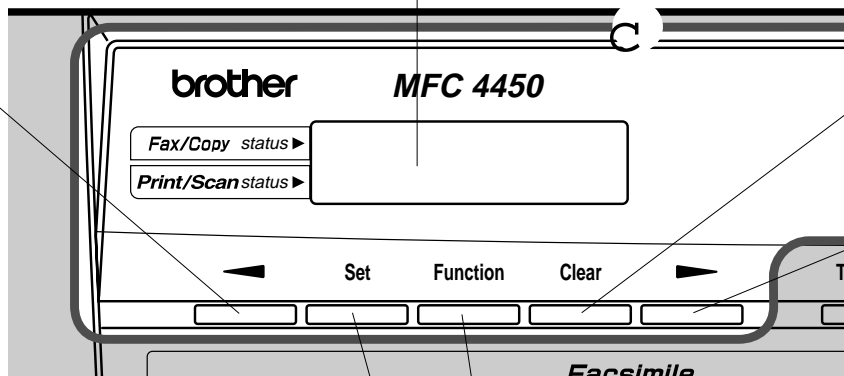 C
brother MFC 4450
Fax/Copy status ▶
Print/Scan status ▶
◀ Set Function Clear ▶ T
Facsimile